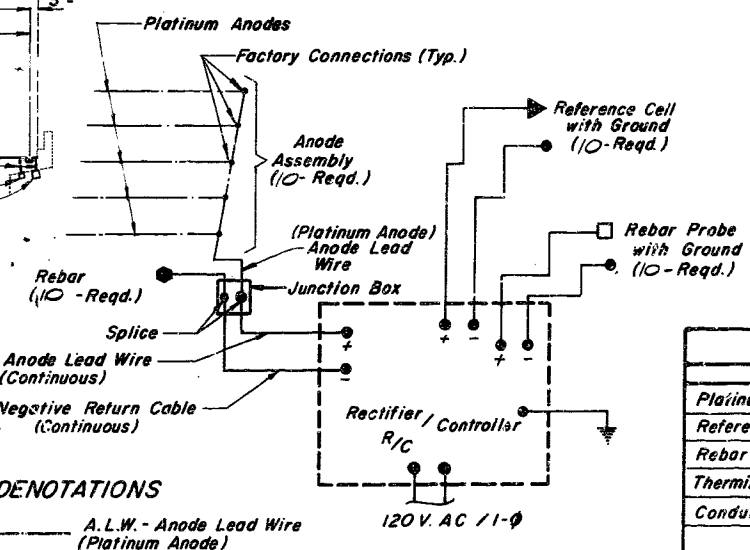 Platinum Anodes
Factory Connections (Typ.)
Anode
Assembly
(10- Reqd.)
Reference Cell
with Ground
(10-Reqd.)
(Platinum Anode)
Anode Lead
Wire
Rebar Probe
with Ground
(10-Reqd.)
Rebar
(10 -Reqd.)
Junction Box
Splice
Anode Lead Wire
(Continuous)
Negative Return Cable
(Continuous)
+
-
+ - + -
Rectifier / Controller
R/C
120 V. AC / 1-Φ
DENOTATIONS
A.L.W. - Anode Lead Wire
(Platinum Anode)
Platinu
Refere
Rebar
Thermi
Condu